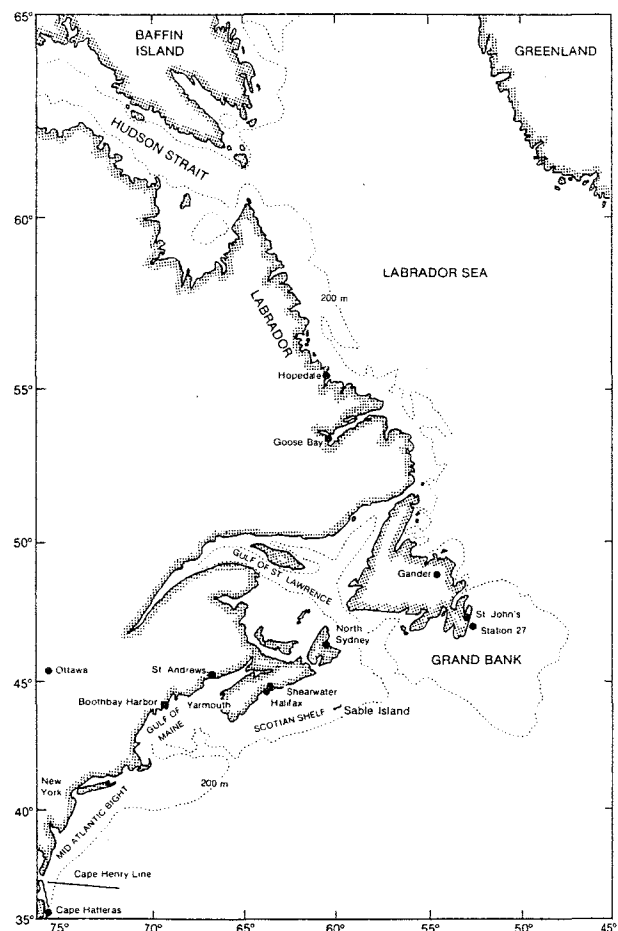 65°
BAFFIN
ISLAND
GREENLAND
HUDSON STRAIT
60°
LABRADOR SEA
200 m
LABRADOR
Hopedale
55°
Goose Bay
50°
GULF OF ST. LAWRENCE
Gander
St John's
Station 27
North
Sydney
GRAND BANK
Ottawa
St Andrews
45°
Shearwater
Boothbay Harbor
Yarmouth
Halifax
GULF OF
MAINE
SCOTIAN SHELF
Sable Island
New
York
200 m
40°
MID ATLANTIC BIGHT
Cape Henry Line
Cape Hatteras
35°
75°
70°
65°
60°
55°
50°
45°